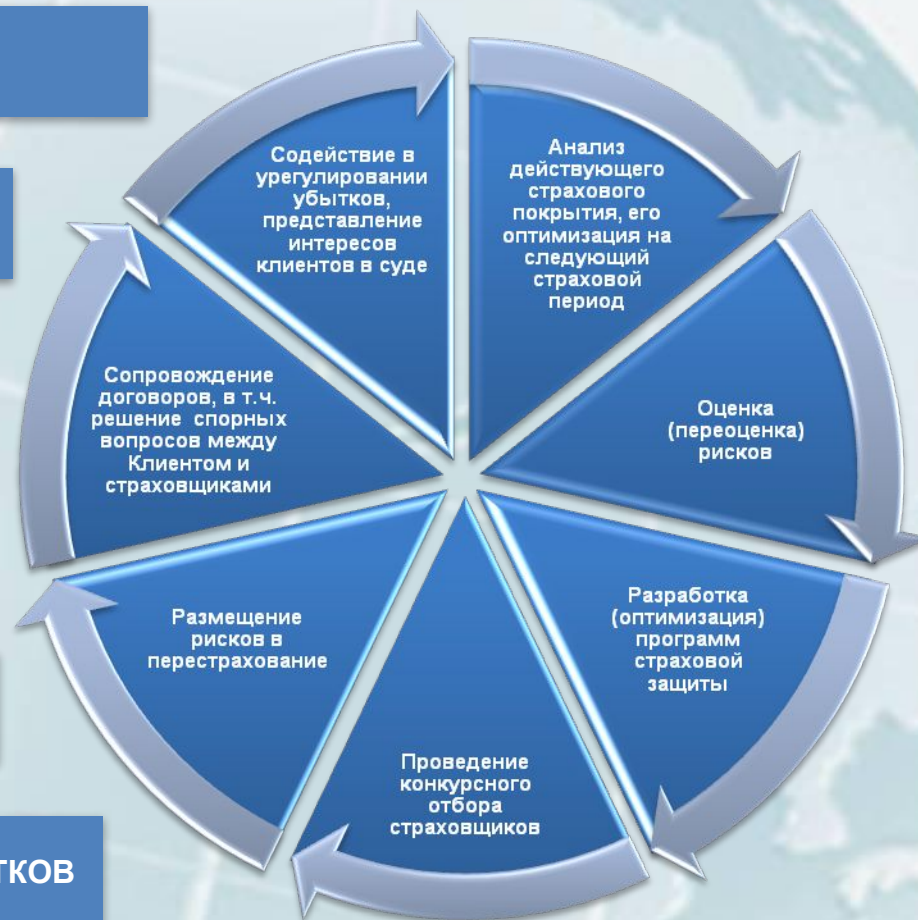 Содействие в
урегулировании
убытков,
представление
интересов
клиентов в суде
Анализ
действующего
страхового
покрытия, его
оптимизация на
следующий
страховой
период
Оценка
(переоценка)
рисков
Разработка
(оптимизация)
программ
страховой
защиты
Проведение
конкурсного
отбора
страховщиков
Размещение
рисков в
перестрахование
Сопровождение
договоров, в т.ч.
решение спорных
вопросов между
Клиентом и
страховщиками
тков